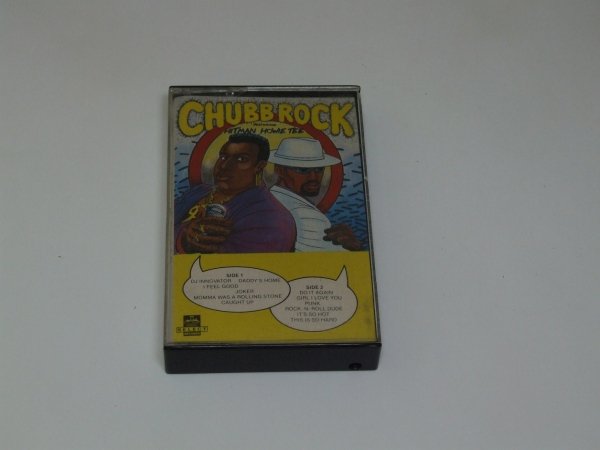 CHUBB ROCK
Featuring
HITMAN HOWIE TEE
SIDE 1
DJ INNOVATOR DADDY'S HOME
I FEEL GOOD
JOKER
MOMMA WAS A ROLLING STONE
CAUGHT UP
SIDE 2
DO IT AGAIN
GIRL I LOVE YOU
PUNK
ROCK 'N' ROLL DUDE
IT'S SO HOT
THIS IS SO HARD
SELECT